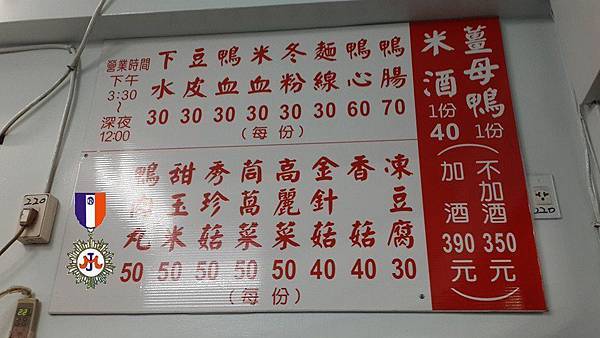 薑母鴨 1份
(不加酒 350元)
(加酒 390元)
米酒 1份 40
鴨腸 70
鴨心 60
麵線 30
冬粉 30
米血 30
鴨血 30
豆皮 30
下水 30
(每份)
營業時間
下午
3:30
~
深夜
12:00
凍豆腐 30
香菇 40
金針菇 40
高麗菜 50
茼萵菜 50
秀珍菇 50
甜玉米 50
鴨肉丸 50
(每份)
220
220